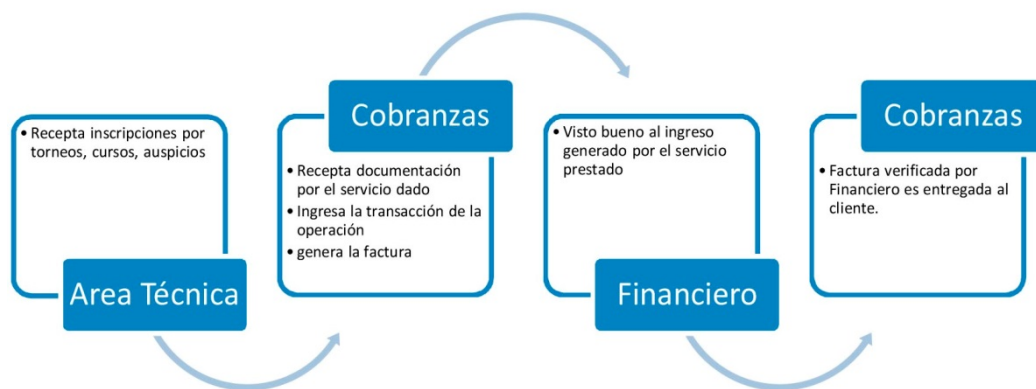 • Recepta inscripciones por
torneos, cursos, auspicios
Area Técnica
Cobranzas
• Recepta documentación
por el servicio dado
• Ingresa la transacción de la
operación
• genera la factura
• Visto bueno al ingreso
generado por el servicio
prestado
Financiero
Cobranzas
• Factura verificada por
Financiero es entregada al
cliente.